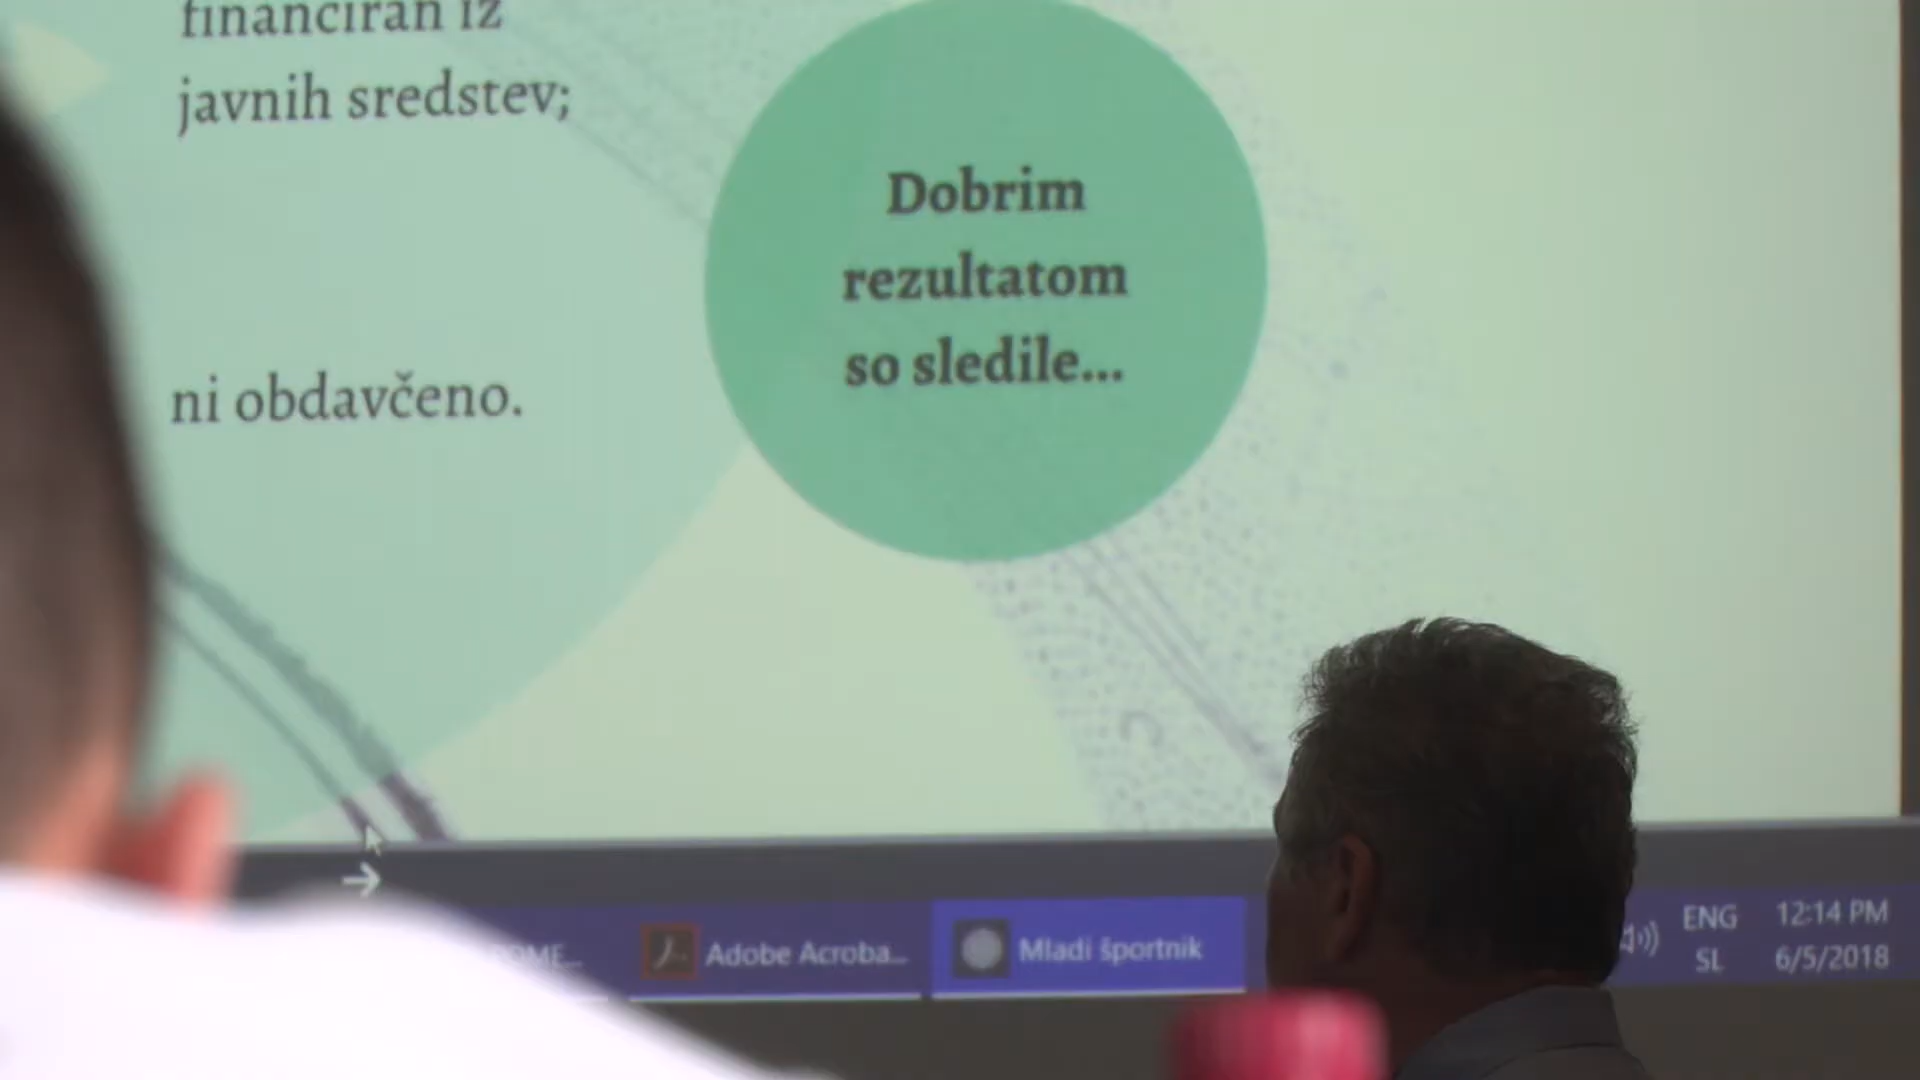 financiran iz
javnih sredstev;
ni obdavčeno.
Dobrim
rezultatom
so sledile...
Adobe Acroba...
Mladi športnik
ENG
SL
12:14 PM
6/5/2018